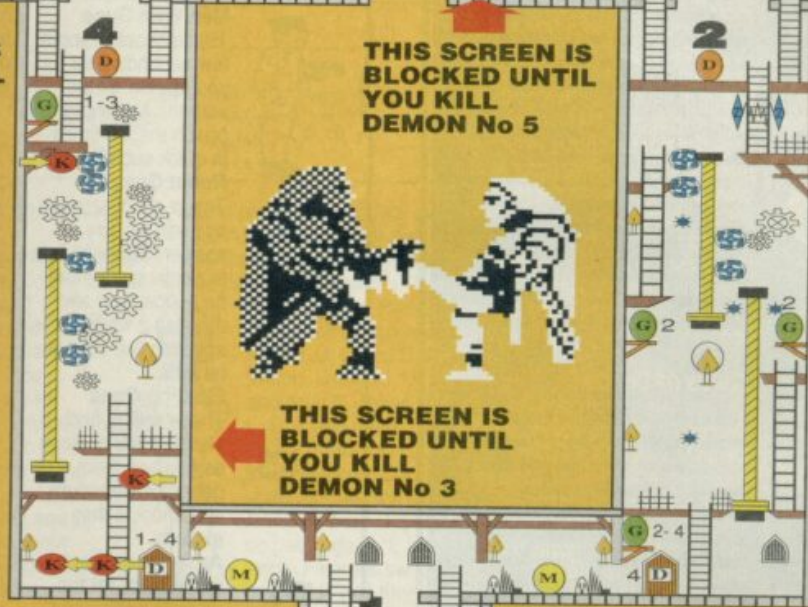 4
D
2
D
THIS SCREEN IS
BLOCKED UNTIL
YOU KILL
DEMON No 5
G
1-3
K
G
2
2
G
THIS SCREEN IS
BLOCKED UNTIL
YOU KILL
DEMON No 3
K
1-4
K
K
D
M
M
G
2-4
4
D